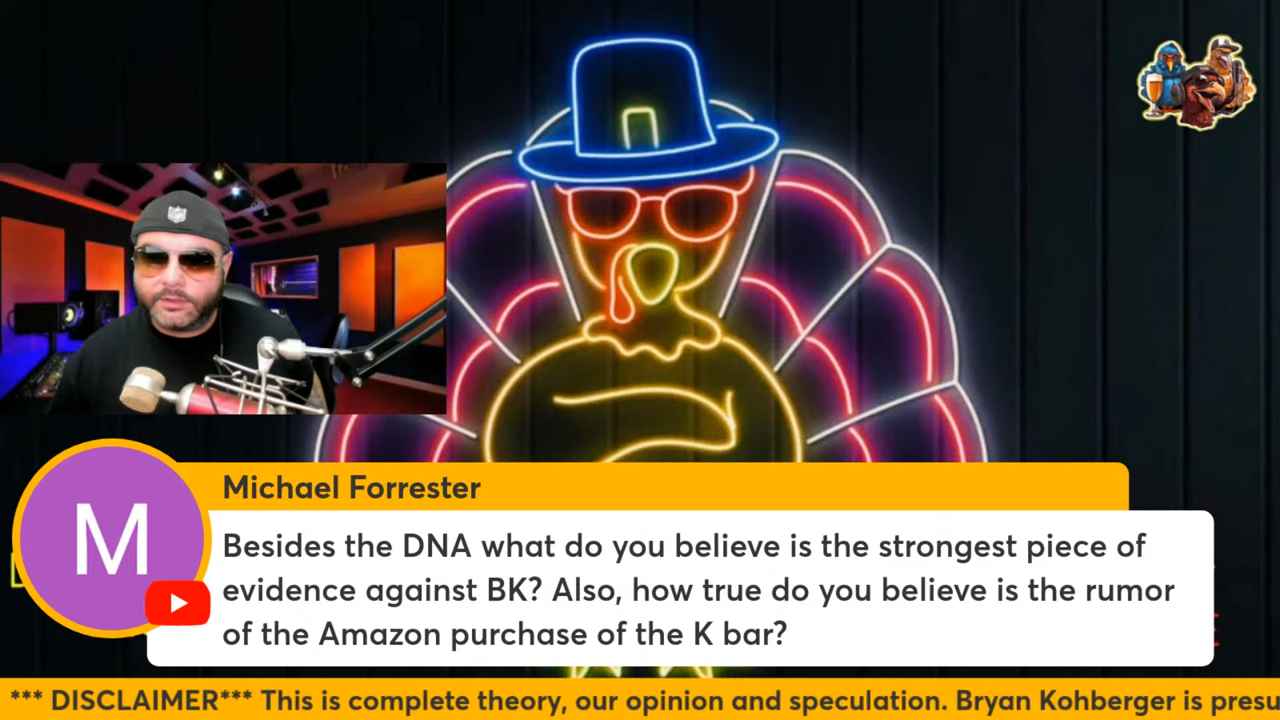 NFL
Michael Forrester
M
Besides the DNA what do you believe is the strongest piece of
evidence against BK? Also, how true do you believe is the rumor
of the Amazon purchase of the K bar?
*** DISCLAIMER*** This is complete theory, our opinion and speculation. Bryan Kohberger is presu